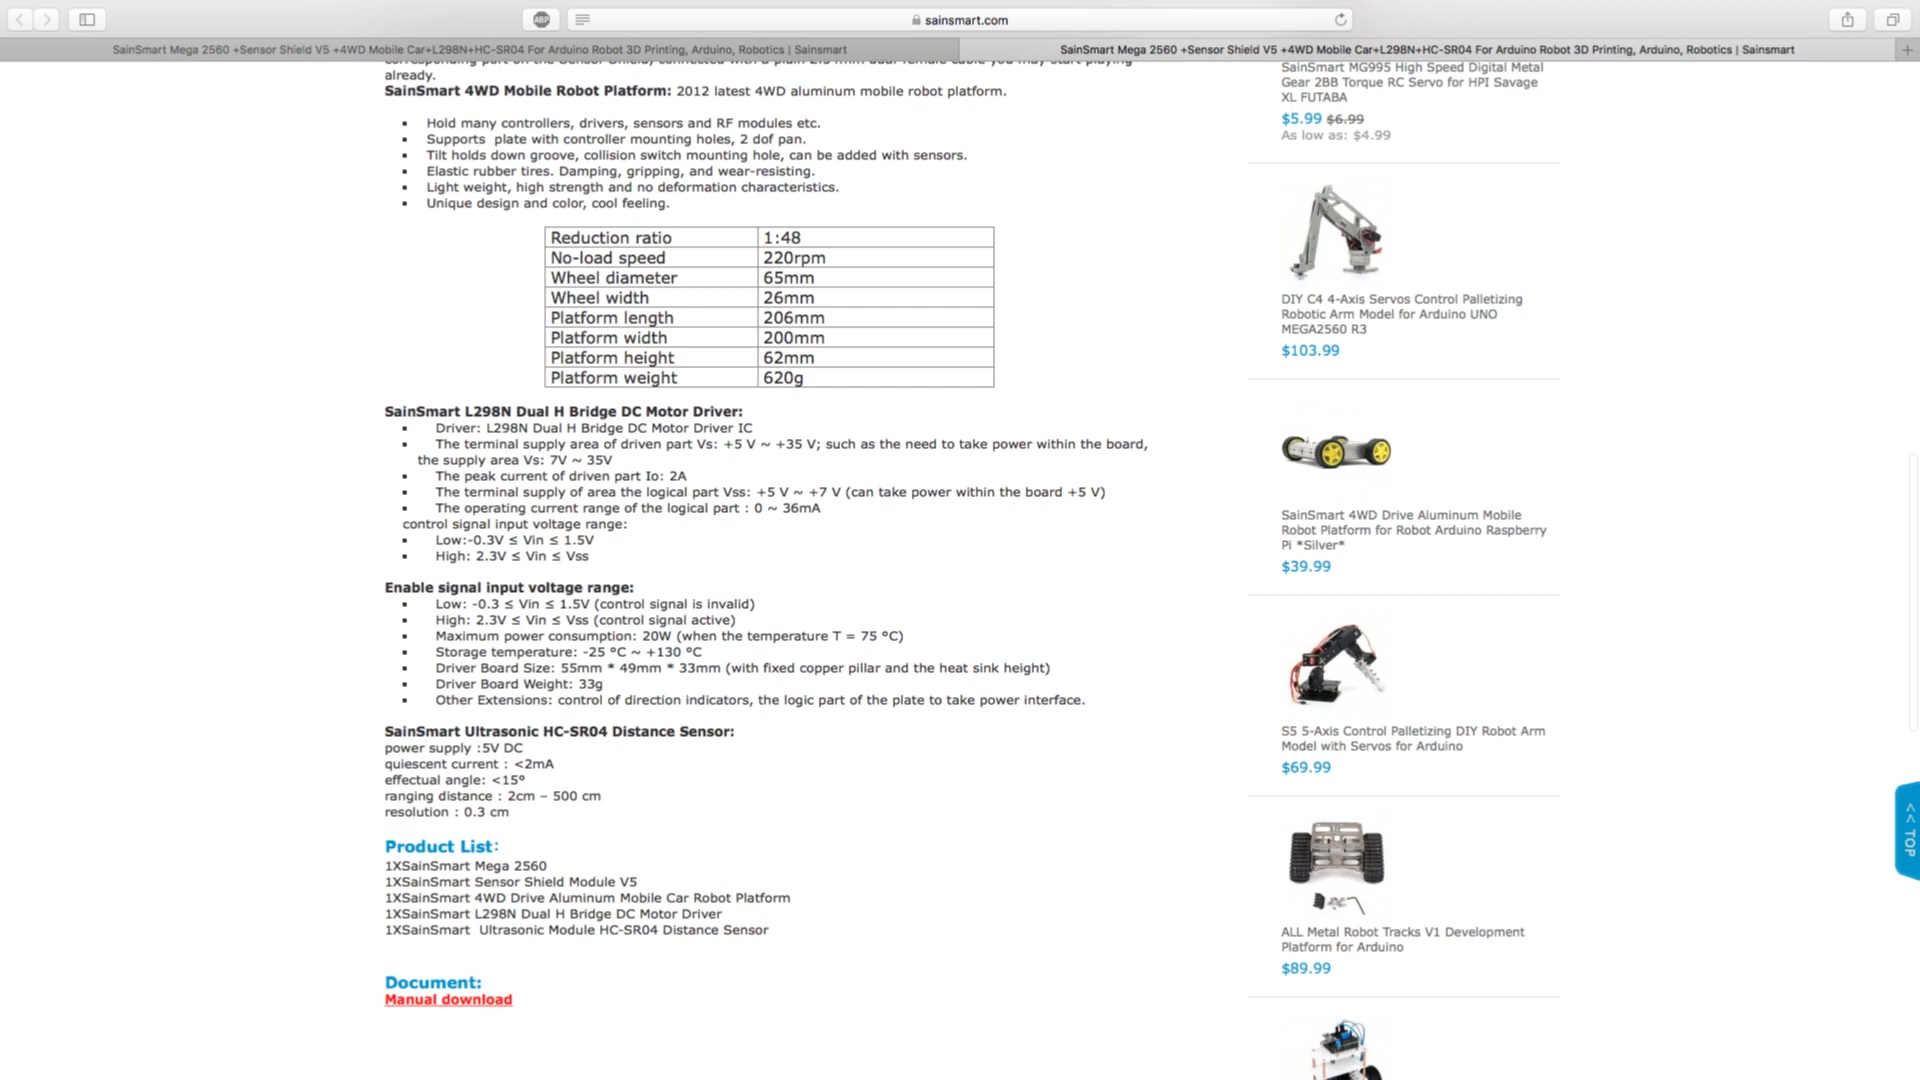 ABP
sainsmart.com
SainSmart Mega 2560 +Sensor Shield V5 +4WD Mobile Car+L298N+HC-SR04 For Arduino Robot 3D Printing, Arduino, Robotics | Sainsmart
SainSmart Mega 2560 +Sensor Shield V5 +4WD Mobile Car+L298N+HC-SR04 For Arduino Robot 3D Printing, Arduino, Robotics | Sainsmart
already.
SainSmart 4WD Mobile Robot Platform: 2012 latest 4WD aluminum mobile robot platform.
▪ Hold many controllers, drivers, sensors and RF modules etc.
▪ Supports plate with controller mounting holes, 2 dof pan.
▪ Tilt holds down groove, collision switch mounting hole, can be added with sensors.
▪ Elastic rubber tires. Damping, gripping, and wear-resisting.
▪ Light weight, high strength and no deformation characteristics.
▪ Unique design and color, cool feeling.
Reduction ratio 1:48
No-load speed 220rpm
Wheel diameter 65mm
Wheel width 26mm
Platform length 206mm
Platform width 200mm
Platform height 62mm
Platform weight 620g
SainSmart L298N Dual H Bridge DC Motor Driver:
▪ Driver: L298N Dual H Bridge DC Motor Driver IC
▪ The terminal supply area of driven part Vs: +5 V ~ +35 V; such as the need to take power within the board,
the supply area Vs: 7V ~ 35V
▪ The peak current of driven part Io: 2A
▪ The terminal supply of area the logical part Vss: +5 V ~ +7 V (can take power within the board +5 V)
▪ The operating current range of the logical part : 0 ~ 36mA
control signal input voltage range:
▪ Low:-0.3V ≤ Vin ≤ 1.5V
▪ High: 2.3V ≤ Vin ≤ Vss
Enable signal input voltage range:
▪ Low: -0.3 ≤ Vin ≤ 1.5V (control signal is invalid)
▪ High: 2.3V ≤ Vin ≤ Vss (control signal active)
▪ Maximum power consumption: 20W (when the temperature T = 75 °C)
▪ Storage temperature: -25 °C ~ +130 °C
▪ Driver Board Size: 55mm * 49mm * 33mm (with fixed copper pillar and the heat sink height)
▪ Driver Board Weight: 33g
▪ Other Extensions: control of direction indicators, the logic part of the plate to take power interface.
SainSmart Ultrasonic HC-SR04 Distance Sensor:
power supply :5V DC
quiescent current : <2mA
effectual angle: <15°
ranging distance : 2cm – 500 cm
resolution : 0.3 cm
Product List:
1XSainSmart Mega 2560
1XSainSmart Sensor Shield Module V5
1XSainSmart 4WD Drive Aluminum Mobile Car Robot Platform
1XSainSmart L298N Dual H Bridge DC Motor Driver
1XSainSmart Ultrasonic Module HC-SR04 Distance Sensor
Document:
Manual download
SainSmart MG995 High Speed Digital Metal
Gear 2BB Torque RC Servo for HPI Savage
XL FUTABA
$5.99 $6.99
As low as: $4.99
DIY C4 4-Axis Servos Control Palletizing
Robotic Arm Model for Arduino UNO
MEGA2560 R3
$103.99
SainSmart 4WD Drive Aluminum Mobile
Robot Platform for Robot Arduino Raspberry
Pi *Silver*
$39.99
S5 5-Axis Control Palletizing DIY Robot Arm
Model with Servos for Arduino
$69.99
ALL Metal Robot Tracks V1 Development
Platform for Arduino
$89.99
<< TOP